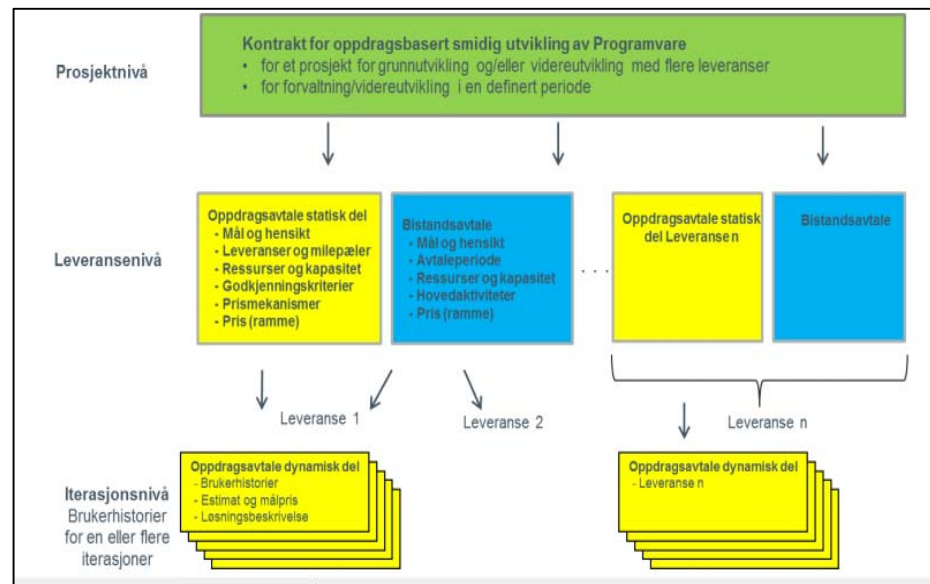 Prosjektnivå
Kontrakt for oppdragsbasert smidig utvikling av Programvare
• for et prosjekt for grunnutvikling og/eller videreutvikling med flere leveranser
• for forvaltning/videreutvikling i en definert periode
Leveransenivå
Oppdragsavtale statisk del
- Mål og hensikt
- Leveranser og milepæler
- Ressurser og kapasitet
- Godkjenningskriterier
- Prismekanismer
- Pris (ramme)
Bistandsavtale
- Mål og hensikt
- Avtaleperiode
- Ressurser og kapasitet
- Hovedaktiviteter
- Pris (ramme)
. . . .
Oppdragsavtale statisk
del Leveranse n
Bistandsavtale
Leveranse 1
Leveranse 2
Leveranse n
Iterasjonsnivå
Brukerhistorier
for en eller flere
iterasjoner
Oppdragsavtale dynamisk del
- Brukerhistorier
- Estimat og målpris
- Løsningsbeskrivelse
Oppdragsavtale dynamisk del
- Leveranse n